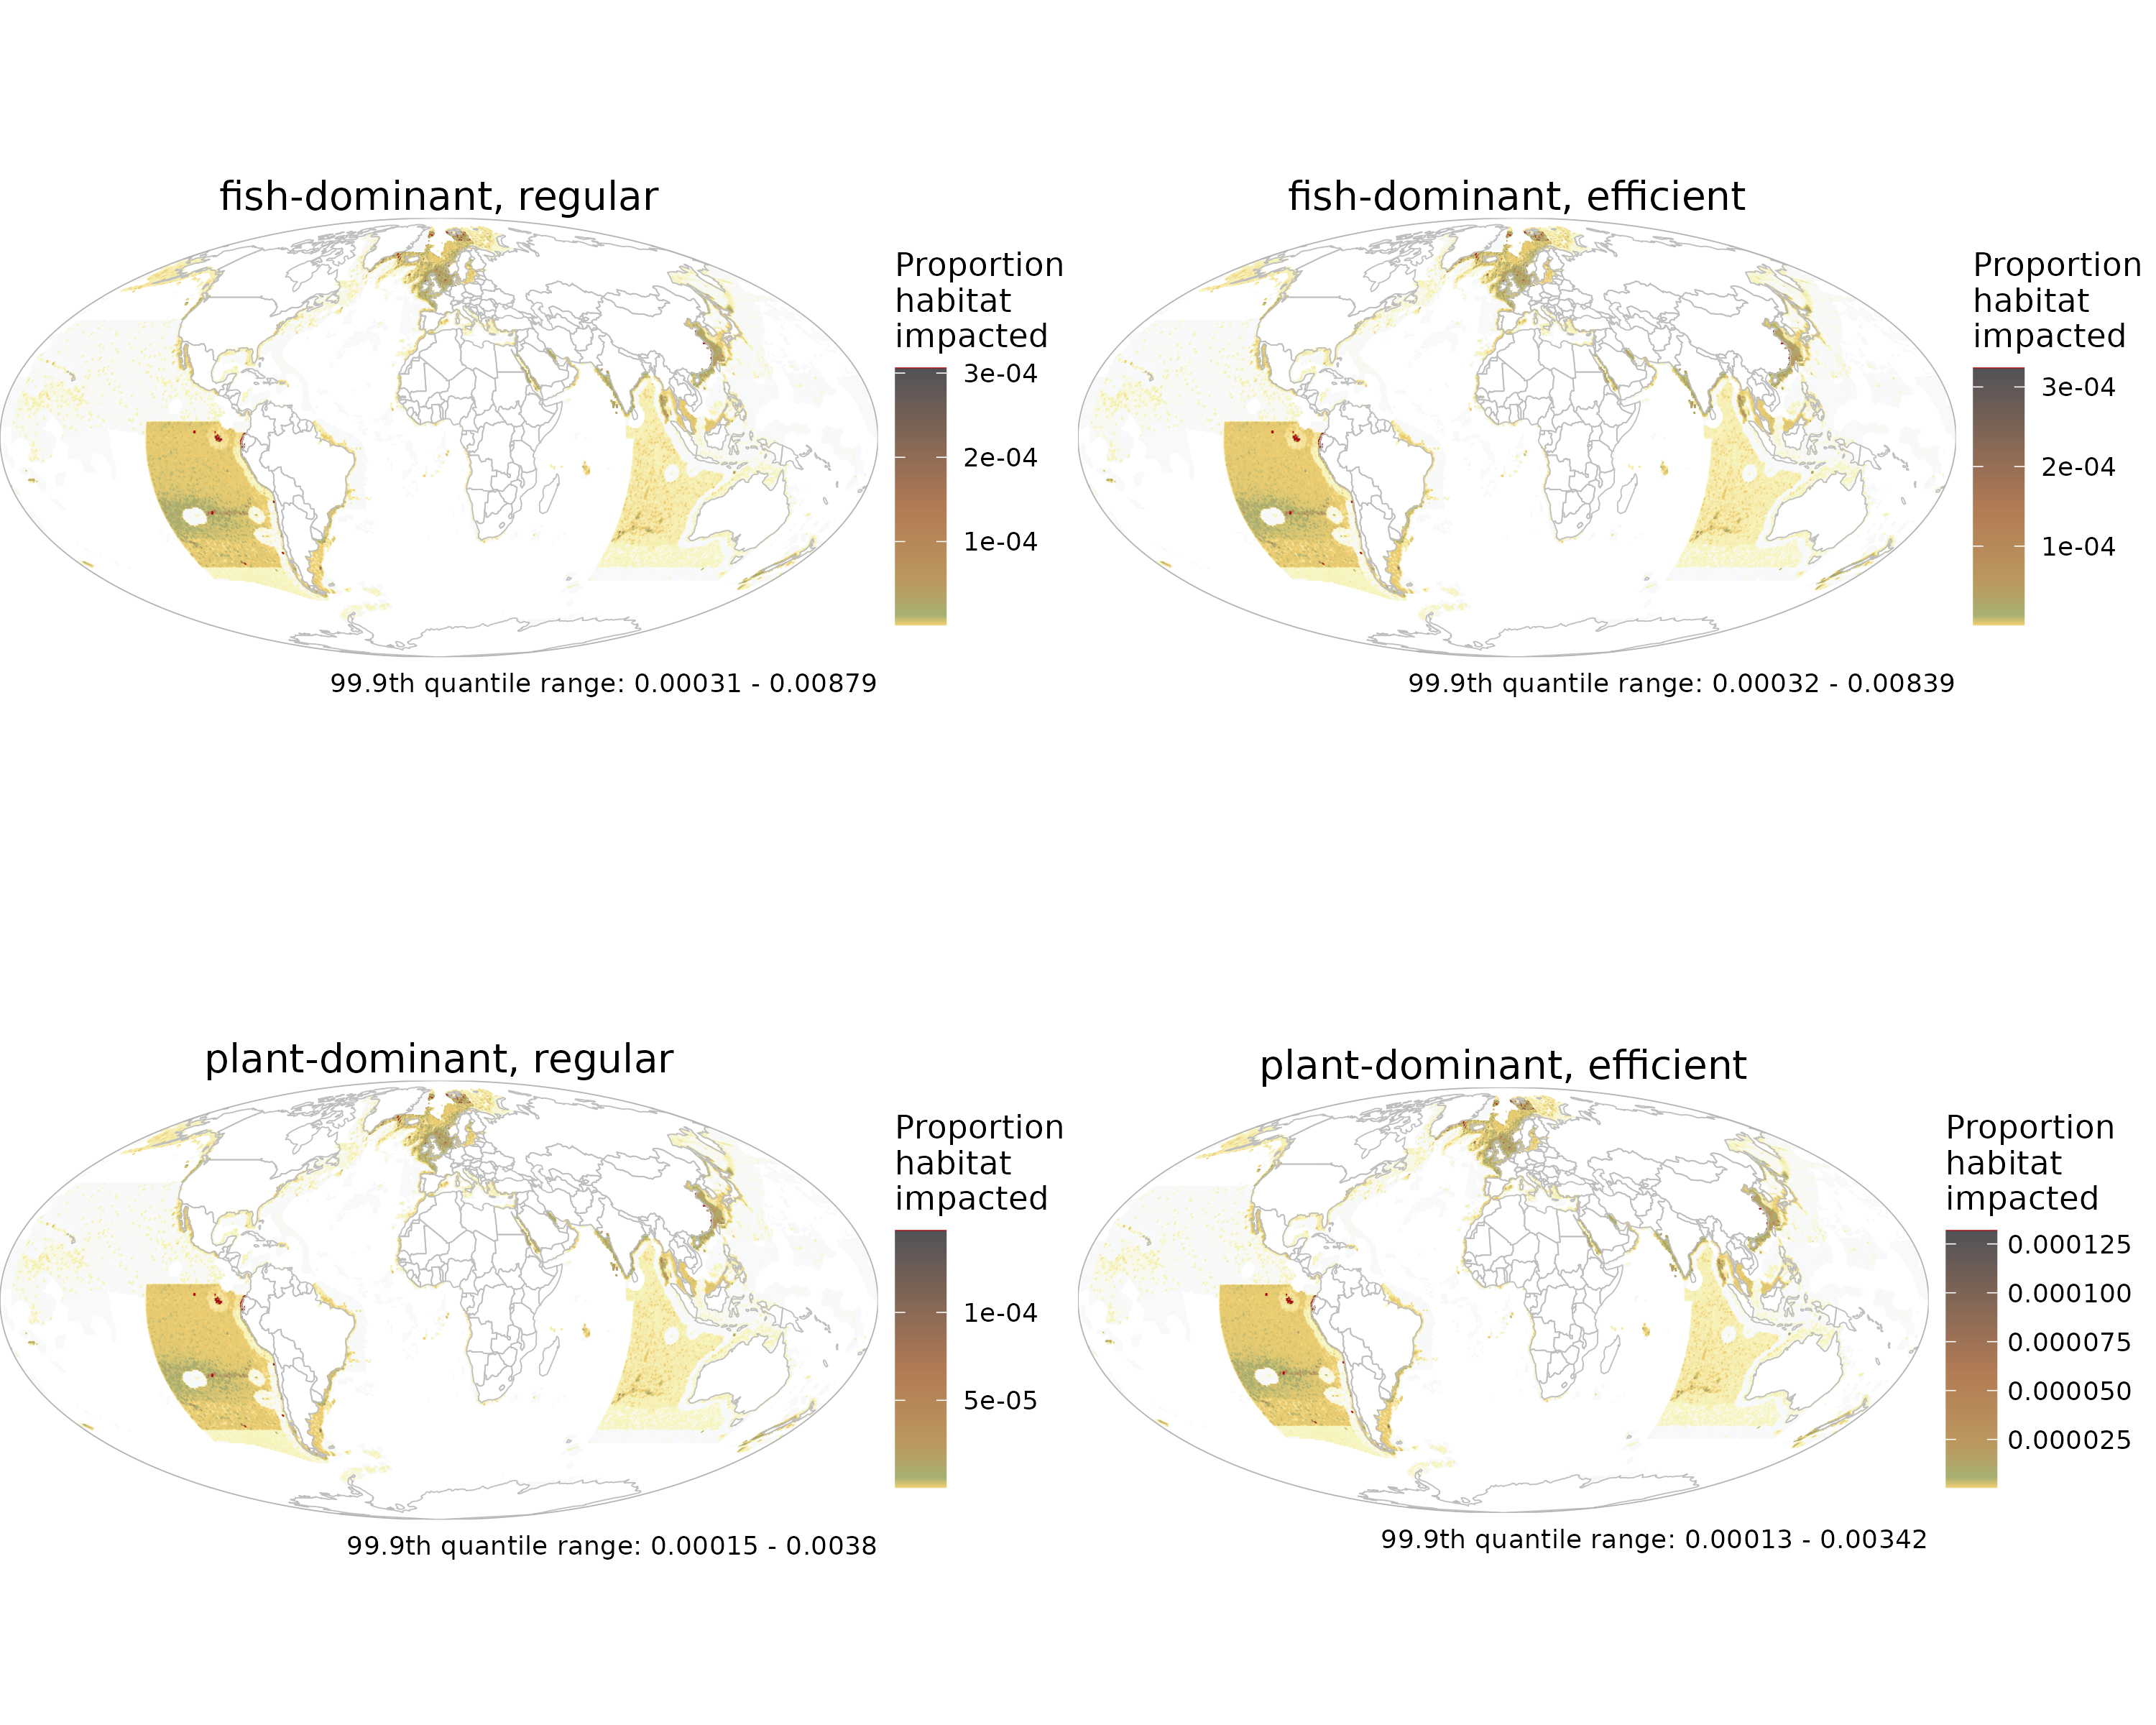 fish-dominant, regular
Proportion
habitat
impacted
3e-04
2e-04
1e-04
99.9th quantile range: 0.00031 - 0.00879
fish-dominant, efficient
Proportion
habitat
impacted
3e-04
2e-04
1e-04
99.9th quantile range: 0.00032 - 0.00839
plant-dominant, regular
Proportion
habitat
impacted
1e-04
5e-05
99.9th quantile range: 0.00015 - 0.0038
plant-dominant, efficient
Proportion
habitat
impacted
0.000125
0.000100
0.000075
0.000050
0.000025
99.9th quantile range: 0.00013 - 0.00342